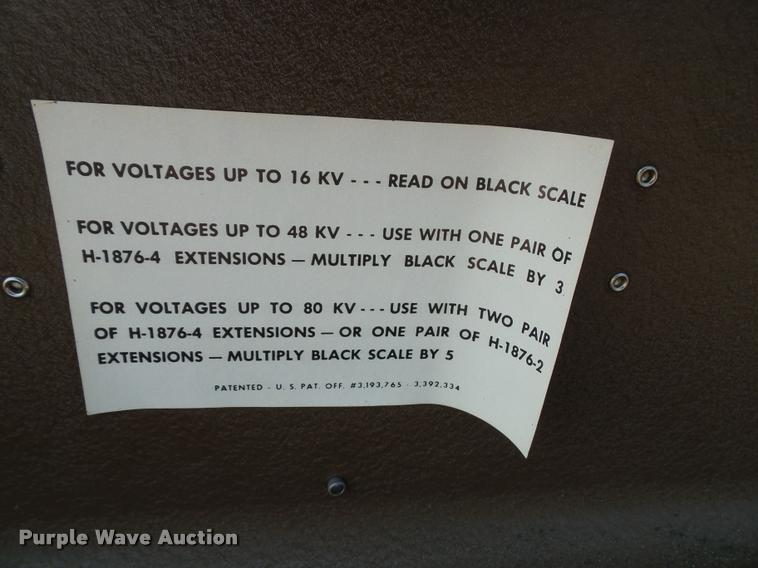 FOR VOLTAGES UP TO 16 KV - - - READ ON BLACK SCALE
FOR VOLTAGES UP TO 48 KV - - - USE WITH ONE PAIR OF
H-1876-4 EXTENSIONS — MULTIPLY BLACK SCALE BY 3
FOR VOLTAGES UP TO 80 KV - - - USE WITH TWO PAIR
OF H-1876-4 EXTENSIONS — OR ONE PAIR OF H-1876-2
EXTENSIONS — MULTIPLY BLACK SCALE BY 5
PATENTED - U. S. PAT. OFF. #3,193,765 - 3,392,334
Purple Wave Auction